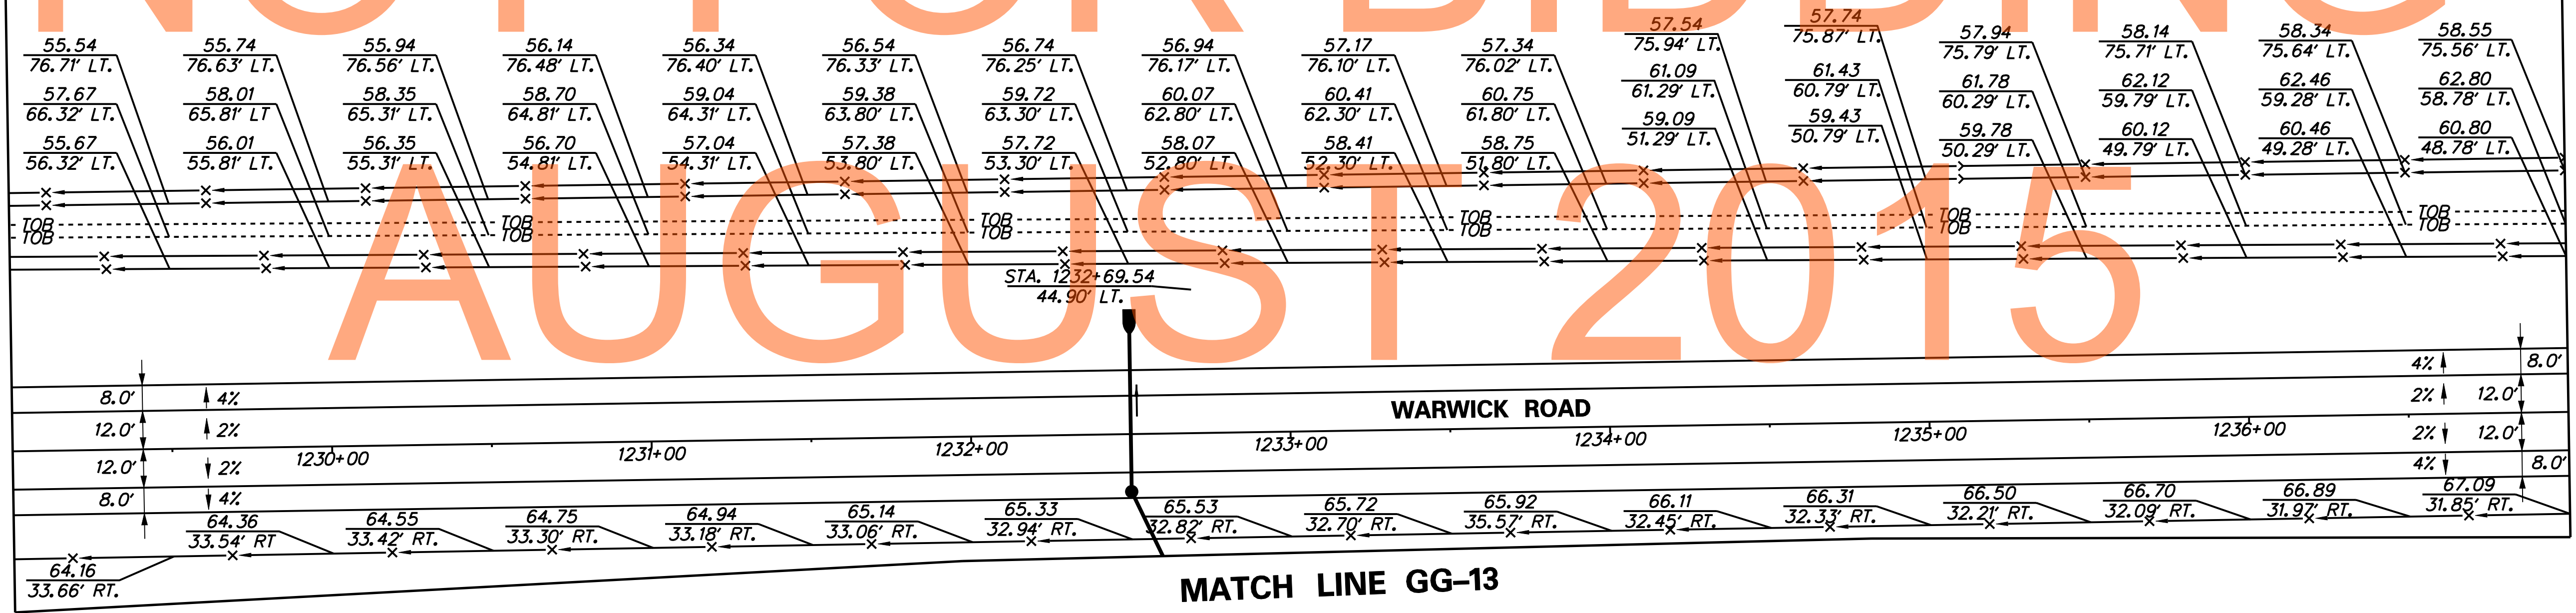 NOT FOR BIDDING
AUGUST 2015
55.54 55.74 55.94 56.14 56.34 56.54 56.74 56.94 57.17 57.34 57.54 57.74 57.94 58.14 58.34 58.55
76.71' LT. 76.63' LT. 76.56' LT. 76.48' LT. 76.40' LT. 76.33' LT. 76.25' LT. 76.17' LT. 76.10' LT. 76.02' LT. 75.94' LT. 75.87' LT. 75.79' LT. 75.71' LT. 75.64' LT. 75.56' LT.
57.67 58.01 58.35 58.70 59.04 59.38 59.72 60.07 60.41 60.75 61.09 61.43 61.78 62.12 62.46 62.80
66.32' LT. 65.81' LT. 65.31' LT. 64.81' LT. 64.31' LT. 63.80' LT. 63.30' LT. 62.80' LT. 62.30' LT. 61.80' LT. 61.29' LT. 60.79' LT. 60.29' LT. 59.79' LT. 59.28' LT. 58.78' LT.
55.67 56.01 56.35 56.70 57.04 57.38 57.72 58.07 58.41 58.75 59.09 59.43 59.78 60.12 60.46 60.80
56.32' LT. 55.81' LT. 55.31' LT. 54.81' LT. 54.31' LT. 53.80' LT. 53.30' LT. 52.80' LT. 52.30' LT. 51.80' LT. 51.29' LT. 50.79' LT. 50.29' LT. 49.79' LT. 49.28' LT. 48.78' LT.
TOB TOB TOB TOB TOB TOB
TOB TOB TOB TOB TOB TOB
STA. 1232+69.54
44.90' LT.
8.0' 4% 4% 8.0'
12.0' 2% WARWICK ROAD 2% 12.0'
1230+00 1231+00 1232+00 1233+00 1234+00 1235+00 1236+00
12.0' 2% 2% 12.0'
8.0' 4% 4% 8.0'
64.36 64.55 64.75 64.94 65.14 65.33 65.53 65.72 65.92 66.11 66.31 66.50 66.70 66.89 67.09
33.54' RT 33.42' RT. 33.30' RT. 33.18' RT. 33.06' RT. 32.94' RT. 32.82' RT. 32.70' RT. 35.57' RT. 32.45' RT. 32.33' RT. 32.21' RT. 32.09' RT. 31.97' RT. 31.85' RT.
64.16
33.66' RT.
MATCH LINE GG-13